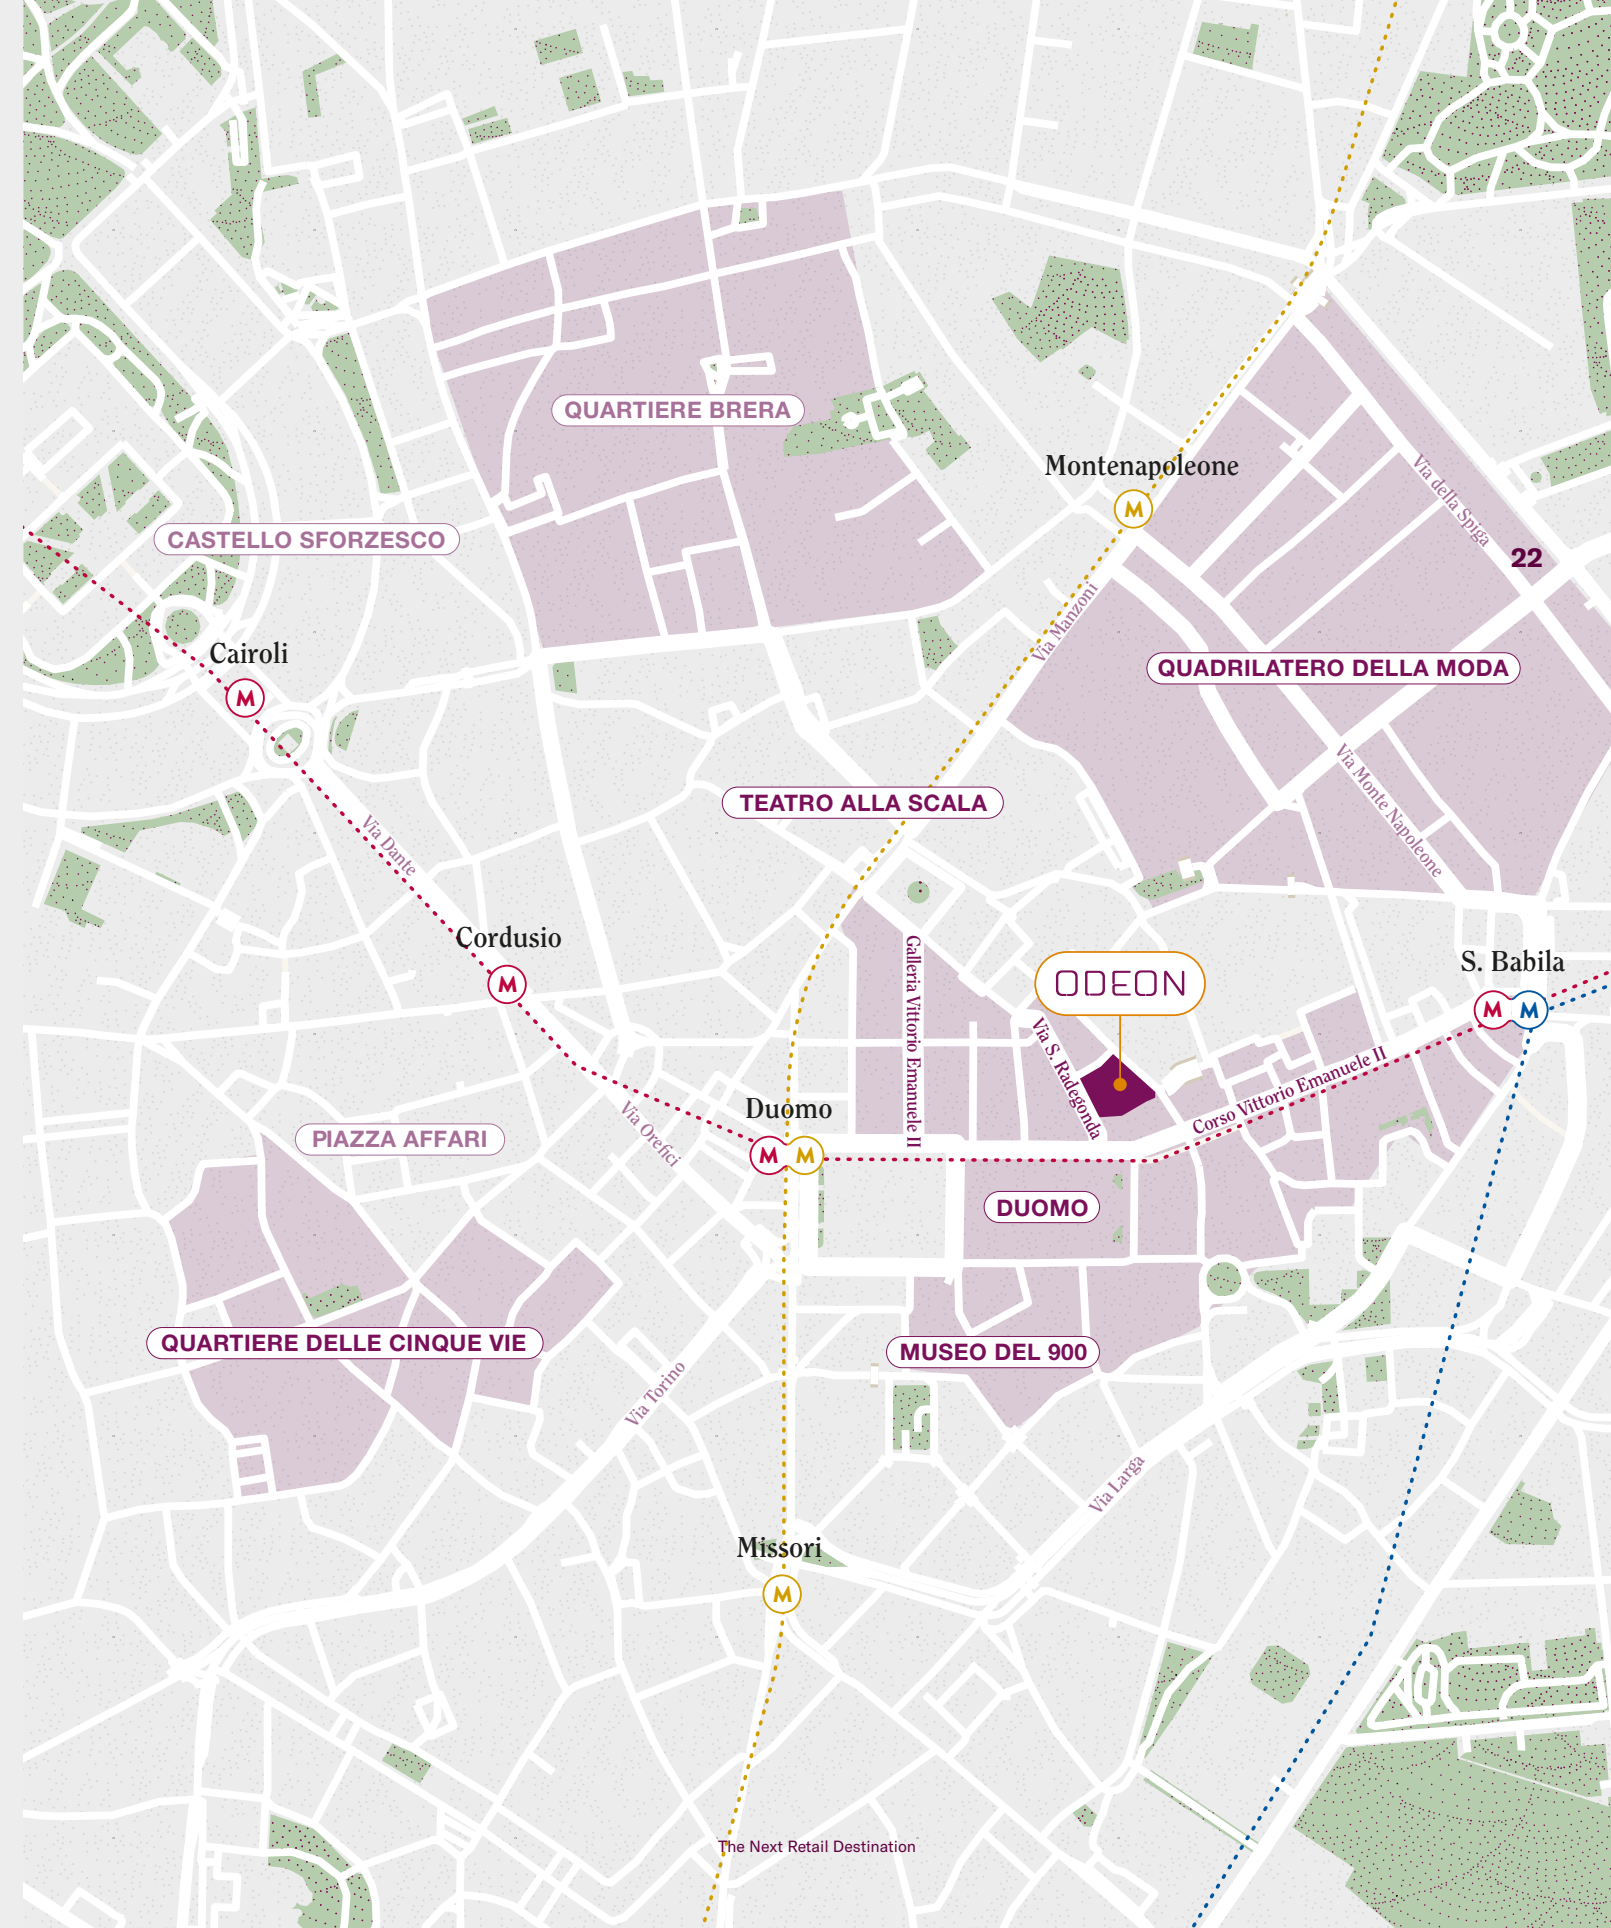 QUARTIERE BRERA
Montenapoleone
M
Via della Spiga
CASTELLO SFORZESCO
22
Via Manzoni
Cairoli
M
QUADRILATERO DELLA MODA
Via Monte Napoleone
TEATRO ALLA SCALA
Via Dante
Cordusio
M
Galleria Vittorio Emanuele II
ODEON
S. Babila
M M
Via S. Radegonda
Corso Vittorio Emanuele II
Duomo
M M
Via Orefici
PIAZZA AFFARI
DUOMO
QUARTIERE DELLE CINQUE VIE
MUSEO DEL 900
Via Torino
Via Larga
Missori
M
The Next Retail Destination